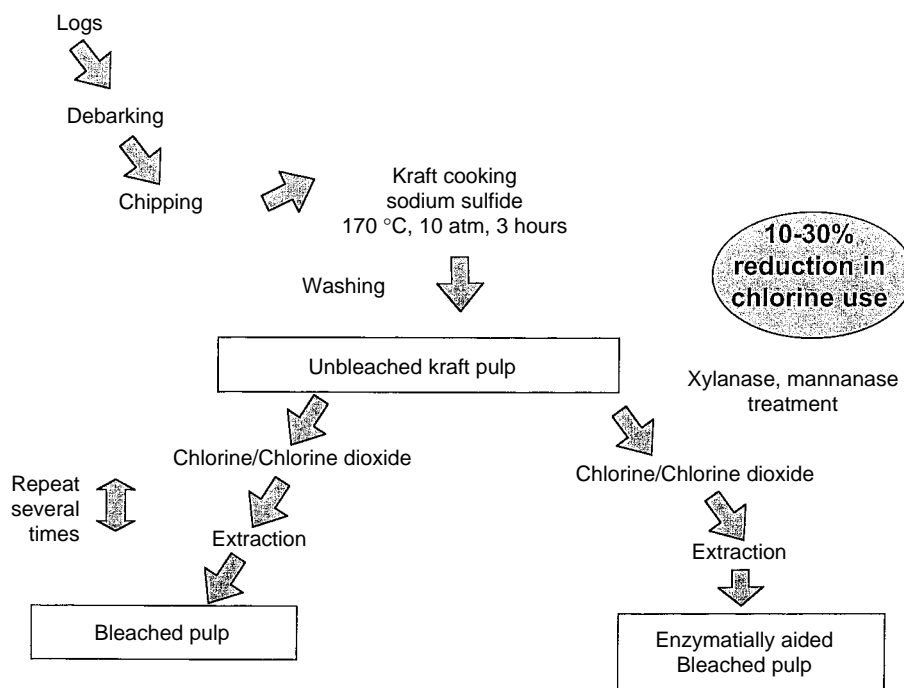 Logs
Debarking
Chipping
Kraft cooking
sodium sulfide
170 °C, 10 atm, 3 hours
Washing
10-30%
reduction in
chlorine use
Unbleached kraft pulp
Xylanase, mannanase
treatment
Chlorine/Chlorine dioxide
Repeat
several
times
Extraction
Bleached pulp
Chlorine/Chlorine dioxide
Extraction
Enzymatially aided
Bleached pulp